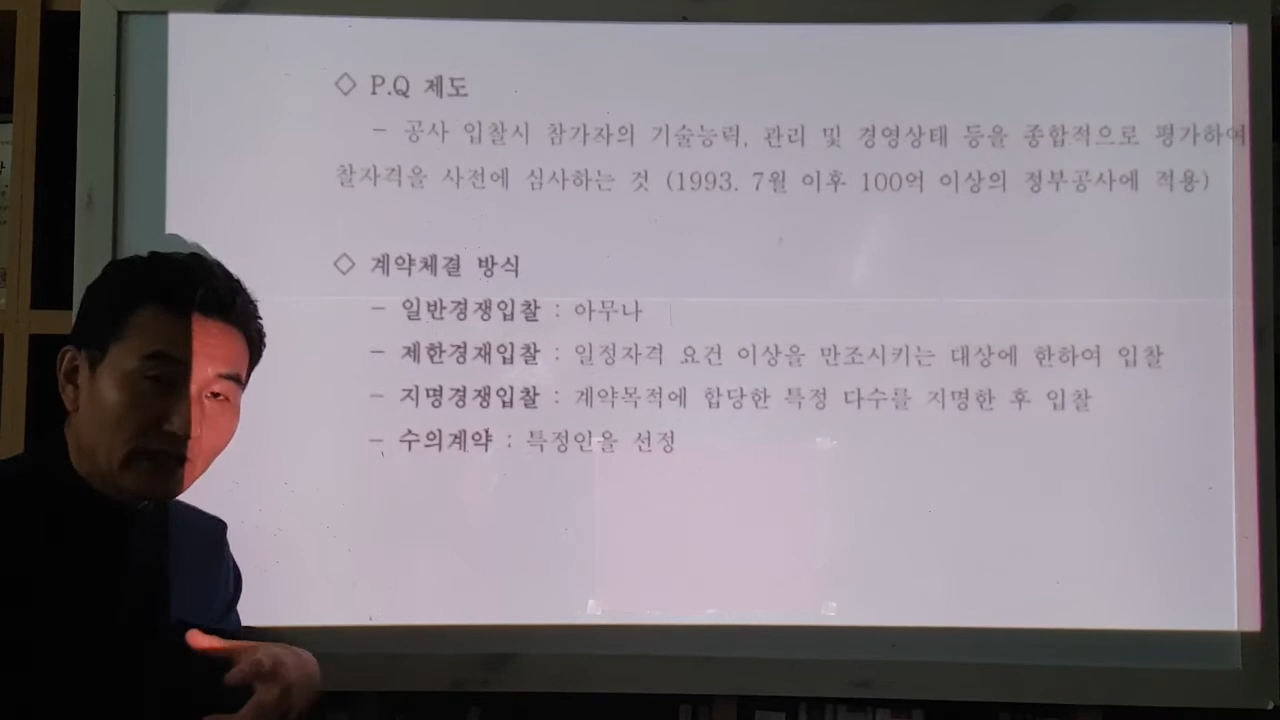 ◇ P.Q 제도
- 공사 입찰시 참가자의 기술능력, 관리 및 경영상태 등을 종합적으로 평가하여
찰자격을 사전에 심사하는 것 (1993. 7월 이후 100억 이상의 정부공사에 적용)
◇ 계약체결 방식
- 일반경쟁입찰 : 아무나
- 제한경재입찰 : 일정자격 요건 이상을 만조시키는 대상에 한하여 입찰
- 지명경쟁입찰 : 계약목적에 합당한 특정 다수를 지명한 후 입찰
- 수의계약 : 특정인을 선정